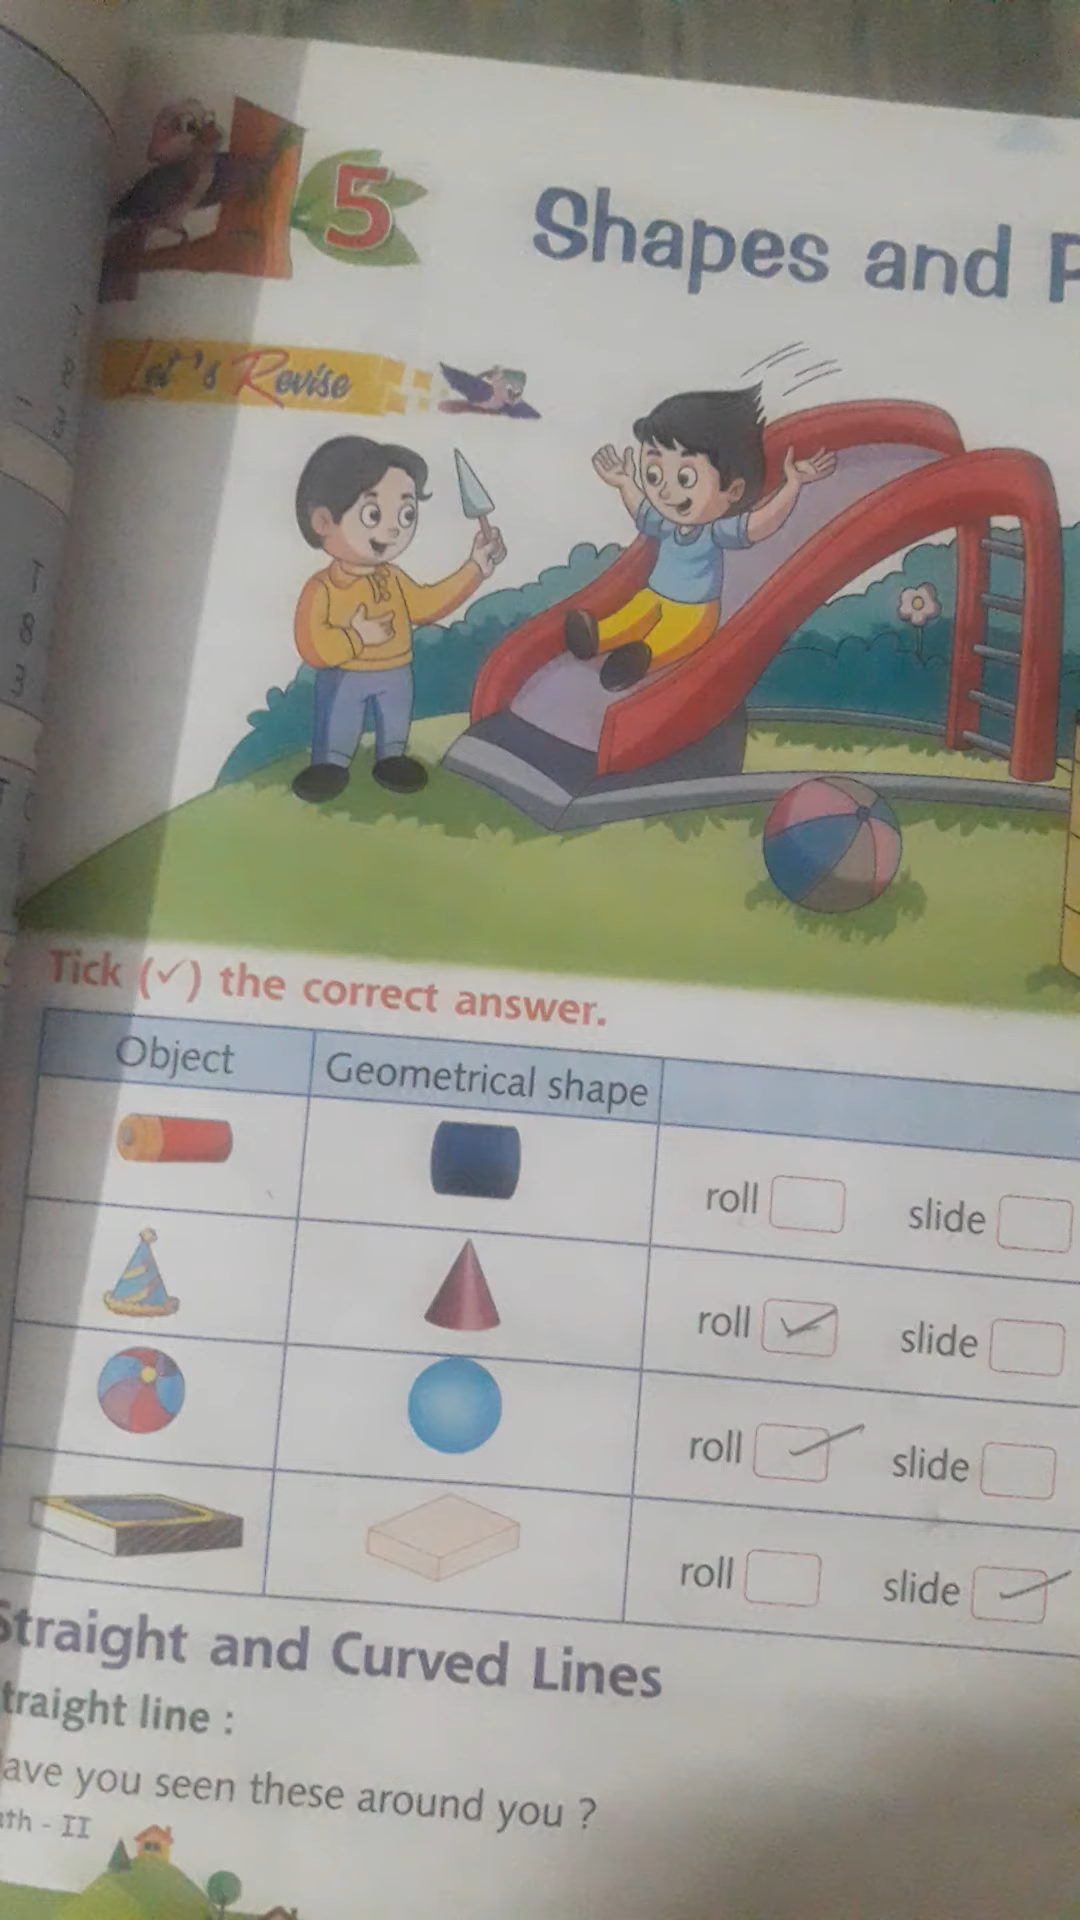 5
Shapes and
Let's Revise
Tick (✓) the correct answer.
Object Geometrical shape
roll slide
roll ✓ slide
roll ✓ slide
roll slide ✓
Straight and Curved Lines
traight line :
ave you seen these around you ?
ath - II